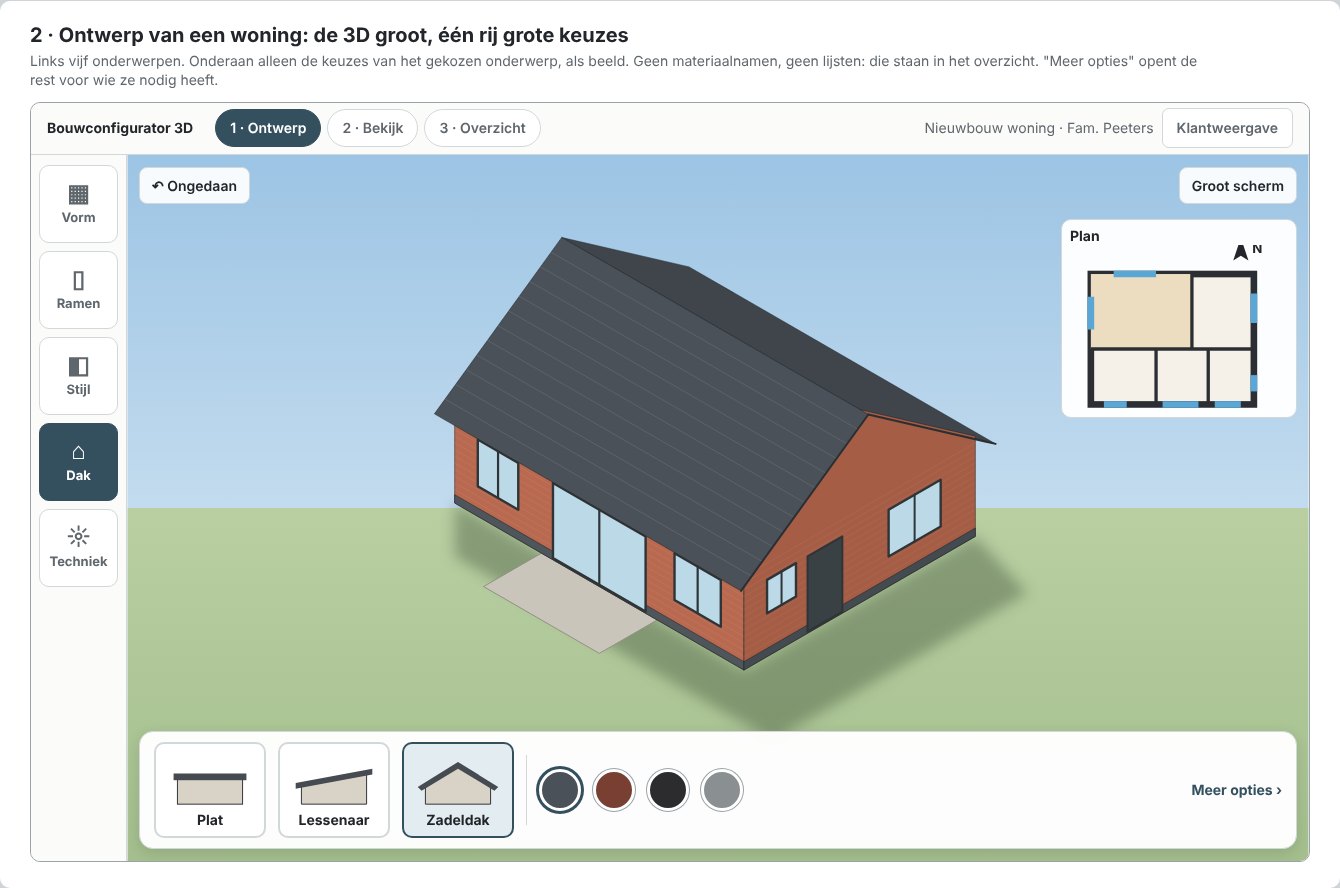 2 · Ontwerp van een woning: de 3D groot, één rij grote keuzes
Links vijf onderwerpen. Onderaan alleen de keuzes van het gekozen onderwerp, als beeld. Geen materiaalnamen, geen lijsten: die staan in het overzicht. "Meer opties" opent de
rest voor wie ze nodig heeft.
Bouwconfigurator 3D
1 · Ontwerp
2 · Bekijk
3 · Overzicht
Nieuwbouw woning · Fam. Peeters
Klantweergave
Vorm
Ramen
Stijl
Dak
Techniek
↶ Ongedaan
Groot scherm
Plan
N
Plat
Lessenaar
Zadeldak
Meer opties ›